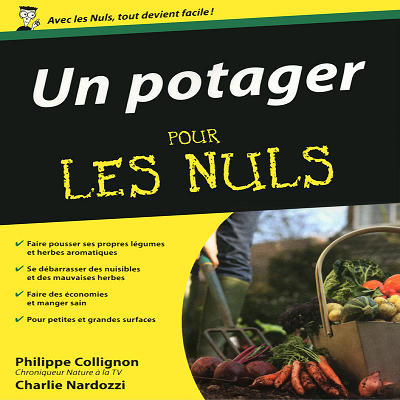 Avec les Nuls, tout devient facile !
Un potager
POUR
LES NULS
✓ Faire pousser ses propres légumes
et herbes aromatiques
✓ Se débarrasser des nuisibles
et des mauvaises herbes
✓ Faire des économies
et manger sain
✓ Pour petites et grandes surfaces
Philippe Collignon
Chroniqueur Nature à la TV
Charlie Nardozzi